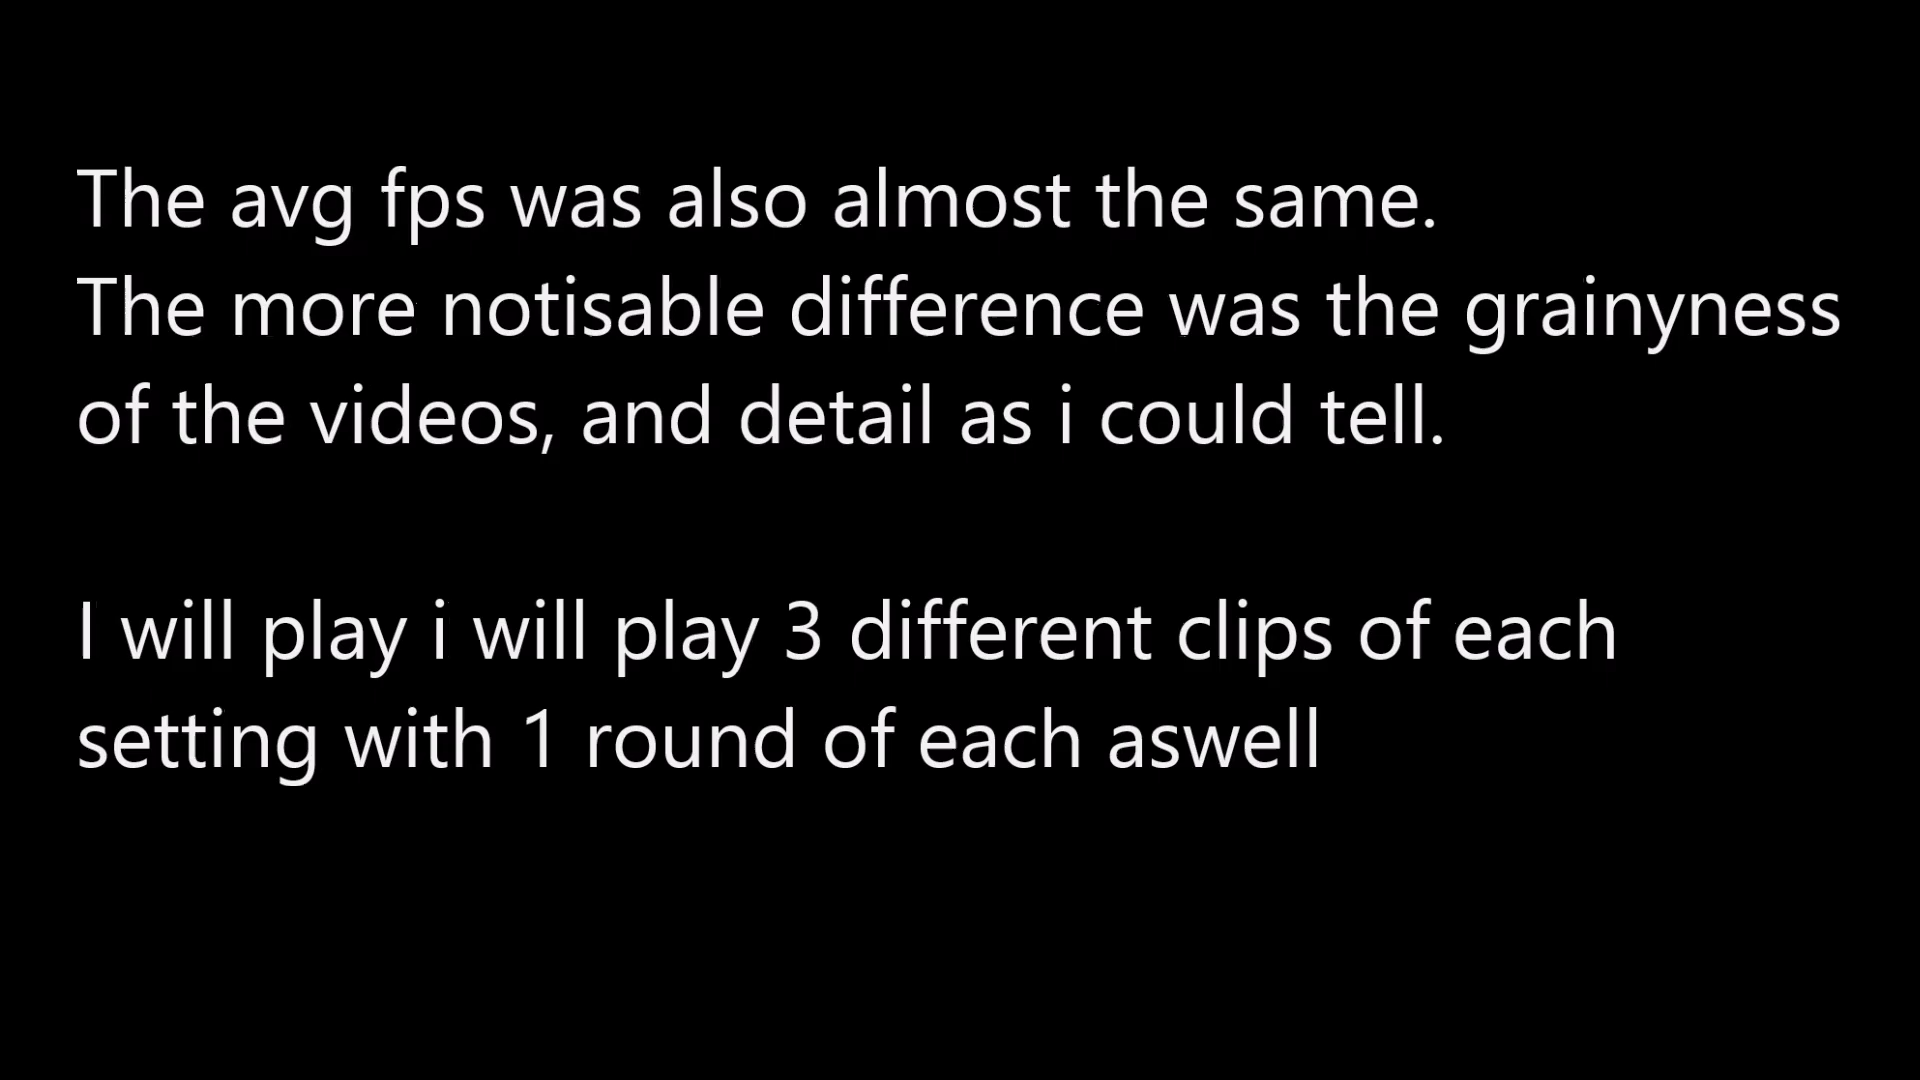 The avg fps was also almost the same.
The more notisable difference was the grainyness
of the videos, and detail as i could tell.
I will play i will play 3 different clips of each
setting with 1 round of each aswell